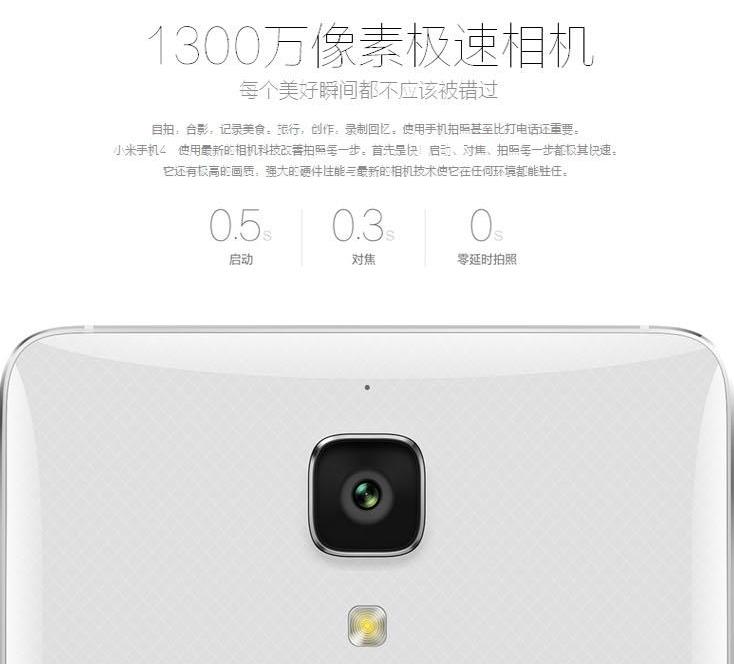 1300万像素极速相机
每个美好瞬间都不应该被错过
自拍，合影，记录美食。旅行，创作，录制回忆。使用手机拍照甚至比打电话还重要。
小米手机4 使用最新的相机科技改善拍照每一步。首先是快！启动、对焦、拍照每一步都极其快速。
它还有极高的画质，强大的硬件性能与最新的相机技术使它在任何环境都能胜任。
0.5s 0.3s 0s
启动 对焦 零延时拍照